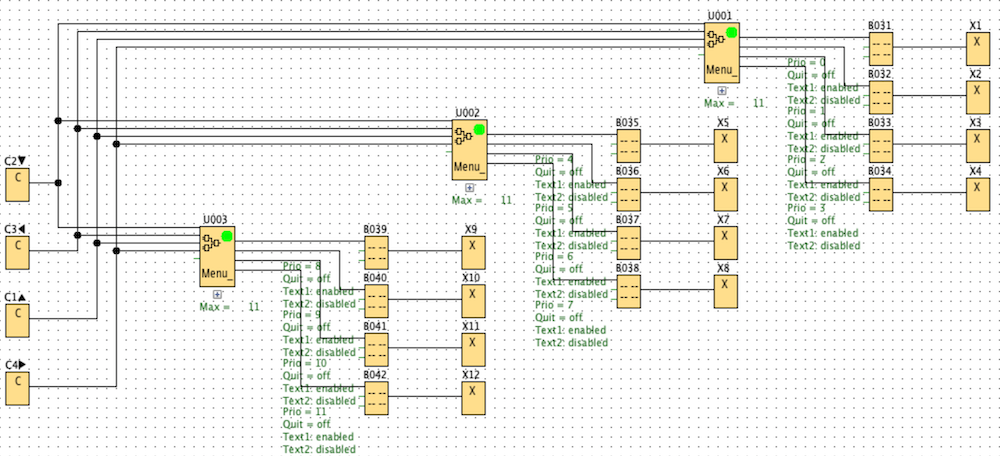 U001
B031
X1
X
Menu_
Max = 11
Prio = 0
Quit = off
Text1: enabled
Text2: disabled
B032
X2
X
Prio = 1
Quit = off
Text1: enabled
Text2: disabled
B033
X3
X
Prio = 2
Quit = off
Text1: enabled
Text2: disabled
B034
X4
X
Prio = 3
Quit = off
Text1: enabled
Text2: disabled
U002
B035
X5
X
Menu_
Max = 11
Prio = 4
Quit = off
Text1: enabled
Text2: disabled
B036
X6
X
Prio = 5
Quit = off
Text1: enabled
Text2: disabled
B037
X7
X
Prio = 6
Quit = off
Text1: enabled
Text2: disabled
B038
X8
X
Prio = 7
Quit = off
Text1: enabled
Text2: disabled
C2▼
C
C3◀
C
C1▲
C
C4▶
C
U003
B039
X9
X
Menu_
Max = 11
Prio = 8
Quit = off
Text1: enabled
Text2: disabled
B040
X10
X
Prio = 9
Quit = off
Text1: enabled
Text2: disabled
B041
X11
X
Prio = 10
Quit = off
Text1: enabled
Text2: disabled
B042
X12
X
Prio = 11
Quit = off
Text1: enabled
Text2: disabled